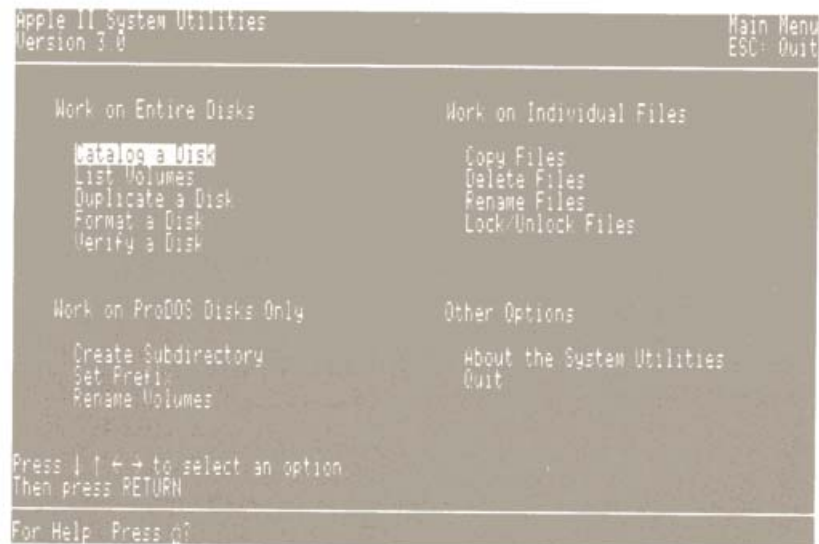 Apple II System Utilities
Version 3.0
Main Menu
ESC: Quit
Work on Entire Disks
Catalog a Disk
List Volumes
Duplicate a Disk
Format a Disk
Verify a Disk
Work on Individual Files
Copy Files
Delete Files
Rename Files
Lock/Unlock Files
Work on ProDOS Disks Only
Create Subdirectory
Set Prefix
Rename Volumes
Other Options
About the System Utilities
Quit
Press ↓ ↑ ← → to select an option
Then press RETURN
For Help: Press ?